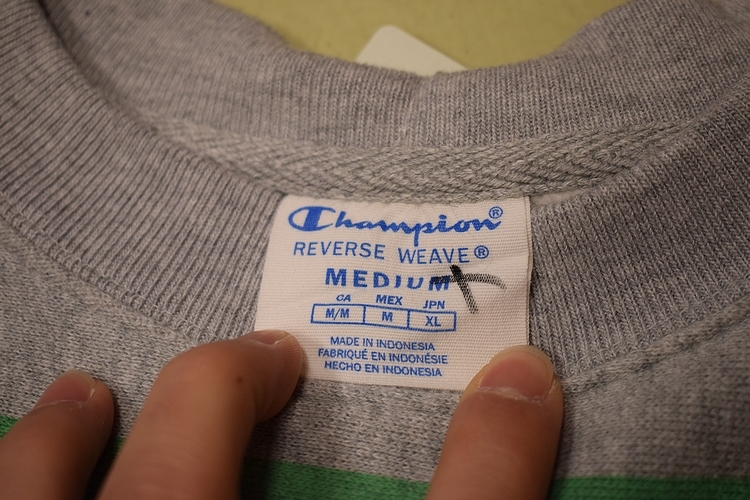 Champion®
REVERSE WEAVE®
MEDIUM
CA MEX JPN
M/M M XL
MADE IN INDONESIA
FABRIQUÉ EN INDONÉSIE
HECHO EN INDONESIA